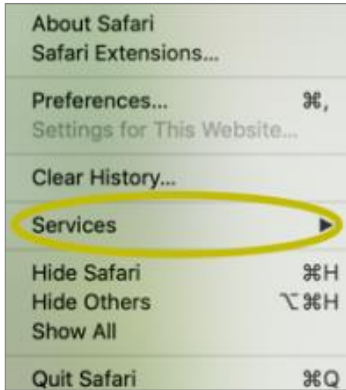 About Safari
Safari Extensions...
Preferences... ⌘,
Settings for This Website...
Clear History...
Services ▶
Hide Safari ⌘H
Hide Others ⌥⌘H
Show All
Quit Safari ⌘Q